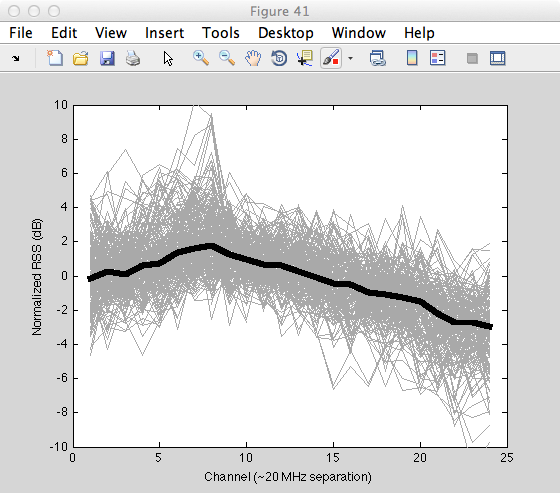 Figure 41
File Edit View Insert Tools Desktop Window Help
10
8
6
4
2
0
-2
-4
-6
-8
-10
Normalized RSS (dB)
0 5 10 15 20 25
Channel (~20 MHz separation)